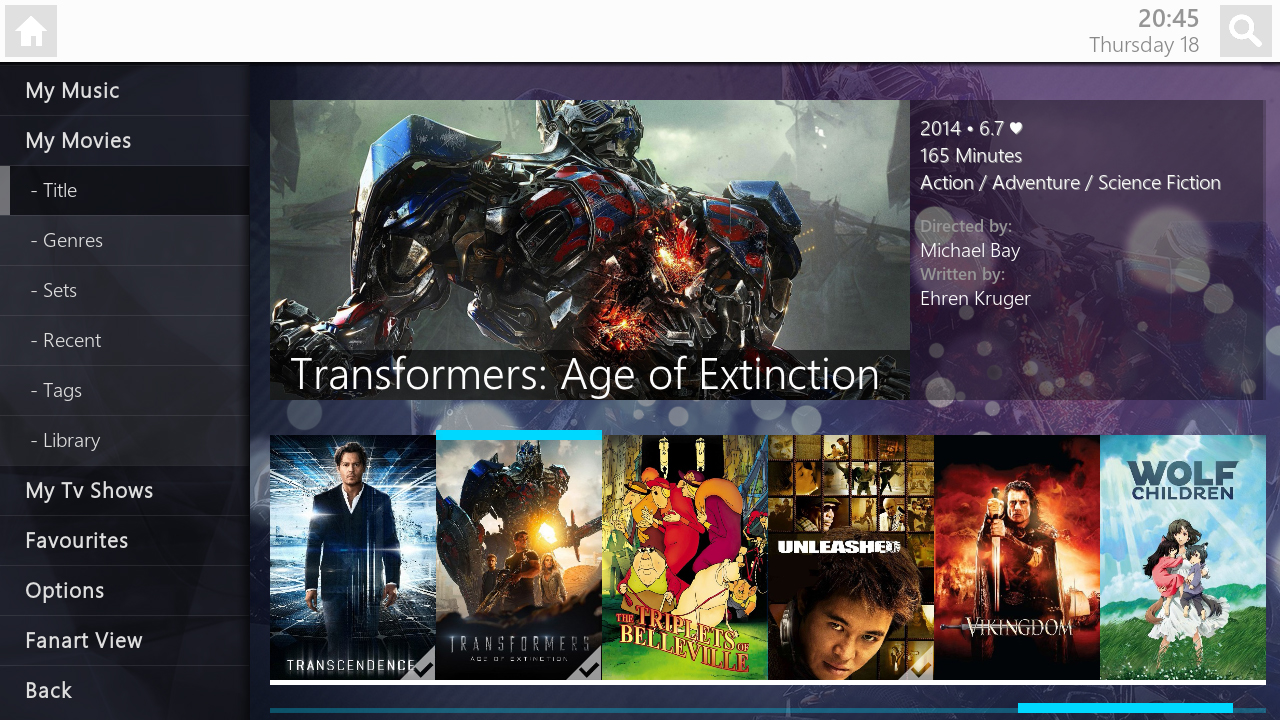 20:45
Thursday 18
My Music
My Movies
- Title
- Genres
- Sets
- Recent
- Tags
- Library
My Tv Shows
Favourites
Options
Fanart View
Back
Transformers: Age of Extinction
2014 • 6.7
165 Minutes
Action / Adventure / Science Fiction
Directed by:
Michael Bay
Written by:
Ehren Kruger
TRANSCENDENCE
TRANSFORMERS
AGE OF EXTINCTION
THE TRIPLETS OF
BELLEVILLE
UNLEASHED
VIKINGDOM
WOLF
CHILDREN